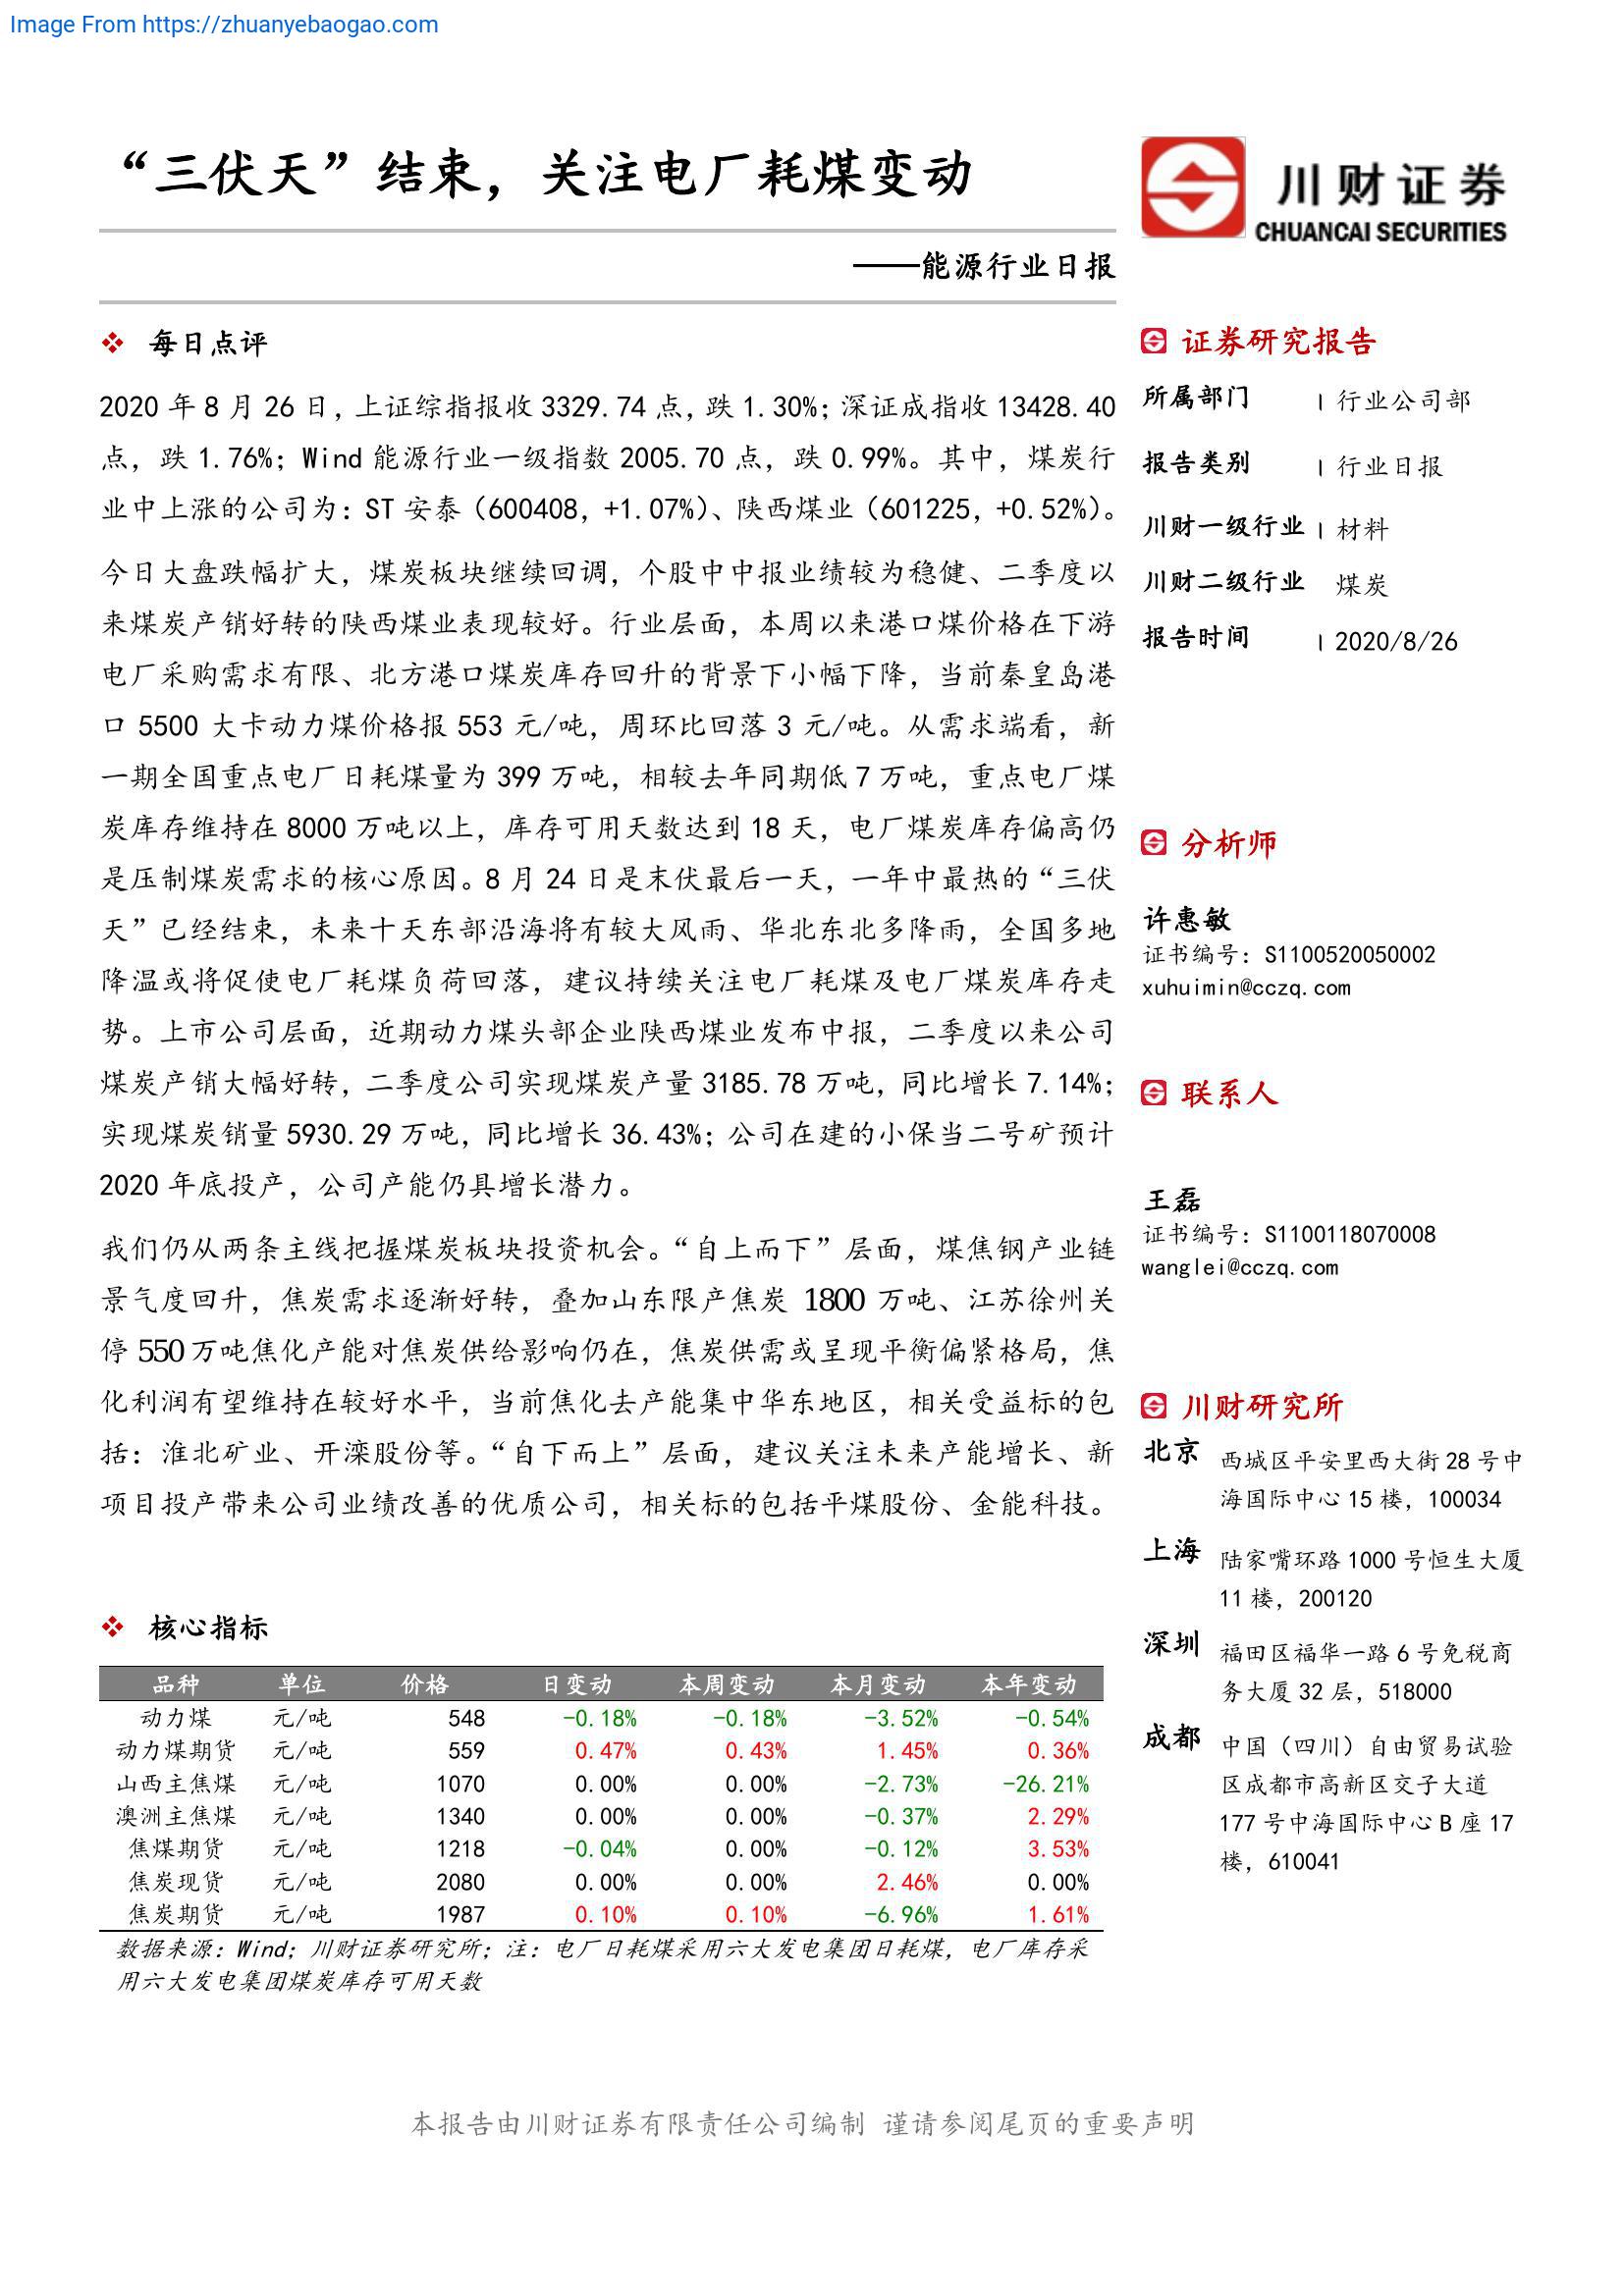 Image From https://zhuanyebaogao.com
“三伏天”结束，关注电厂耗煤变动
——能源行业日报
川财证券
CHUANCAI SECURITIES
每日点评
2020 年 8 月 26 日，上证综指报收 3329.74 点，跌 1.30%；深证成指收 13428.40
点，跌 1.76%；Wind 能源行业一级指数 2005.70 点，跌 0.99%。其中，煤炭行
业中上涨的公司为：ST 安泰（600408，+1.07%）、陕西煤业（601225，+0.52%）。
今日大盘跌幅扩大，煤炭板块继续回调，个股中中报业绩较为稳健、二季度以
来煤炭产销好转的陕西煤业表现较好。行业层面，本周以来港口煤价格在下游
电厂采购需求有限、北方港口煤炭库存回升的背景下小幅下降，当前秦皇岛港
口 5500 大卡动力煤价格报 553 元/吨，周环比回落 3 元/吨。从需求端看，新
一期全国重点电厂日耗煤量为 399 万吨，相较去年同期低 7 万吨，重点电厂煤
炭库存维持在 8000 万吨以上，库存可用天数达到 18 天，电厂煤炭库存偏高仍
是压制煤炭需求的核心原因。8 月 24 日是末伏最后一天，一年中最热的“三伏
天”已经结束，未来十天东部沿海将有较大风雨、华北东北多降雨，全国多地
降温或将促使电厂耗煤负荷回落，建议持续关注电厂耗煤及电厂煤炭库存走
势。上市公司层面，近期动力煤头部企业陕西煤业发布中报，二季度以来公司
煤炭产销大幅好转，二季度公司实现煤炭产量 3185.78 万吨，同比增长 7.14%；
实现煤炭销量 5930.29 万吨，同比增长 36.43%；公司在建的小保当二号矿预计
2020 年底投产，公司产能仍具增长潜力。
我们仍从两条主线把握煤炭板块投资机会。“自上而下”层面，煤焦钢产业链
景气度回升，焦炭需求逐渐好转，叠加山东限产焦炭 1800 万吨、江苏徐州关
停 550 万吨焦化产能对焦炭供给影响仍在，焦炭供需或呈现平衡偏紧格局，焦
化利润有望维持在较好水平，当前焦化去产能集中华东地区，相关受益标的包
括：淮北矿业、开滦股份等。“自下而上”层面，建议关注未来产能增长、新
项目投产带来公司业绩改善的优质公司，相关标的包括平煤股份、金能科技。
核心指标
品种 单位 价格 日变动 本周变动 本月变动 本年变动
动力煤 元/吨 548 -0.18% -0.18% -3.52% -0.54%
动力煤期货 元/吨 559 0.47% 0.43% 1.45% 0.36%
山西主焦煤 元/吨 1070 0.00% 0.00% -2.73% -26.21%
澳洲主焦煤 元/吨 1340 0.00% 0.00% -0.37% 2.29%
焦煤期货 元/吨 1218 -0.04% 0.00% -0.12% 3.53%
焦炭现货 元/吨 2080 0.00% 0.00% 2.46% 0.00%
焦炭期货 元/吨 1987 0.10% 0.10% -6.96% 1.61%
数据来源：Wind；川财证券研究所；注：电厂日耗煤采用六大发电集团日耗煤，电厂库存采
用六大发电集团煤炭库存可用天数
证券研究报告
所属部门 | 行业公司部
报告类别 | 行业日报
川财一级行业 | 材料
川财二级行业 煤炭
报告时间 | 2020/8/26
分析师
许惠敏
证书编号：S1100520050002
xuhuimin@cczq.com
联系人
王磊
证书编号：S1100118070008
wanglei@cczq.com
川财研究所
北京 西城区平安里西大街 28 号中
海国际中心 15 楼，100034
上海 陆家嘴环路 1000 号恒生大厦
11 楼，200120
深圳 福田区福华一路 6 号免税商
务大厦 32 层，518000
成都 中国（四川）自由贸易试验
区成都市高新区交子大道
177 号中海国际中心 B 座 17
楼，610041
本报告由川财证券有限责任公司编制 谨请参阅尾页的重要声明